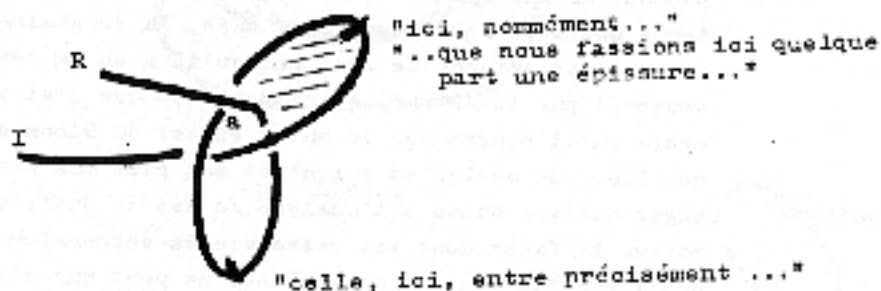 "ici, nommément..."
"..que nous fassions ici quelque
part une épissure..."
R
a
I
"celle, ici, entre précisément ..."